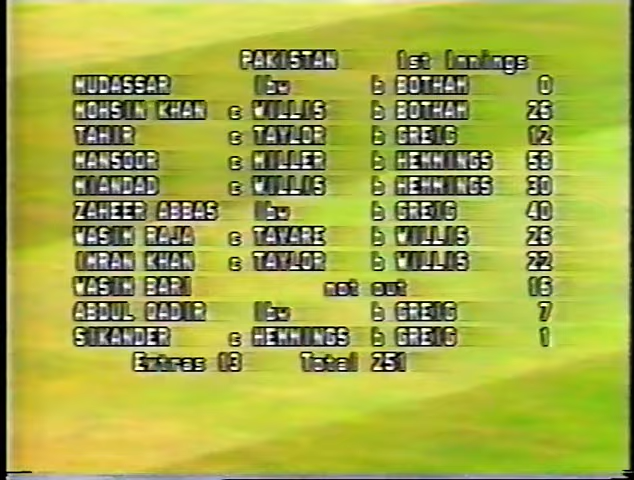 PAKISTAN 1st Innings
MUDASSAR lbw b BOTHAM 0
MOHSIN KHAN c WILLIS b BOTHAM 26
TAHIR c TAYLOR b GREIG 12
MANSOOR c MILLER b HEMMINGS 58
MIANDAD c WILLIS b HEMMINGS 30
ZAHEER ABBAS lbw b GREIG 40
WASIM RAJA c TAVARE b WILLIS 26
IMRAN KHAN c TAYLOR b WILLIS 22
WASIM BARI not out 16
ABDUL QADIR lbw b GREIG 7
SIKANDER c HEMMINGS b GREIG 1
Extras 13 Total 251